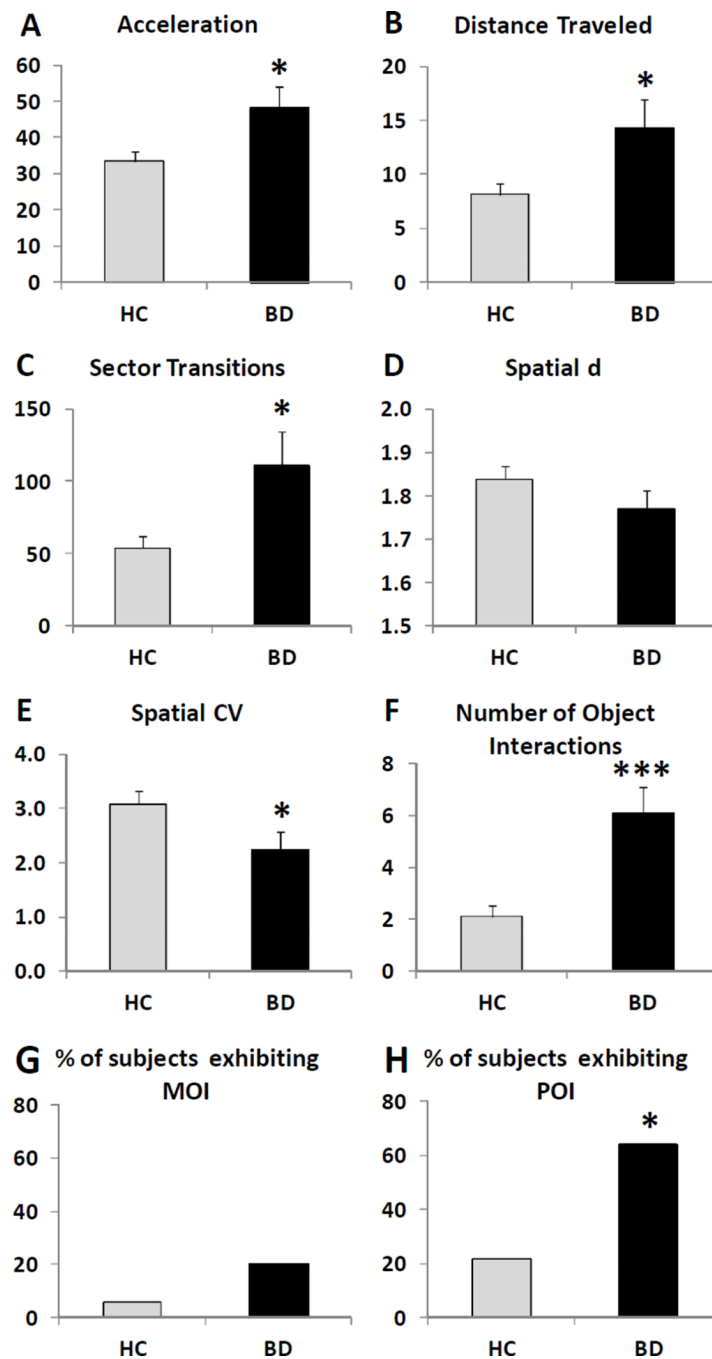 A Acceleration
*
60
50
40
30
20
10
0
HC BD
B Distance Traveled
*
20
15
10
5
0
HC BD
C Sector Transitions
*
150
100
50
0
HC BD
D Spatial d
2.0
1.9
1.8
1.7
1.6
1.5
HC BD
E Spatial CV
*
4.0
3.0
2.0
1.0
0.0
HC BD
F Number of Object
Interactions
***
8
6
4
2
0
HC BD
G % of subjects exhibiting
MOI
80
60
40
20
0
HC BD
H % of subjects exhibiting
POI
*
80
60
40
20
0
HC BD